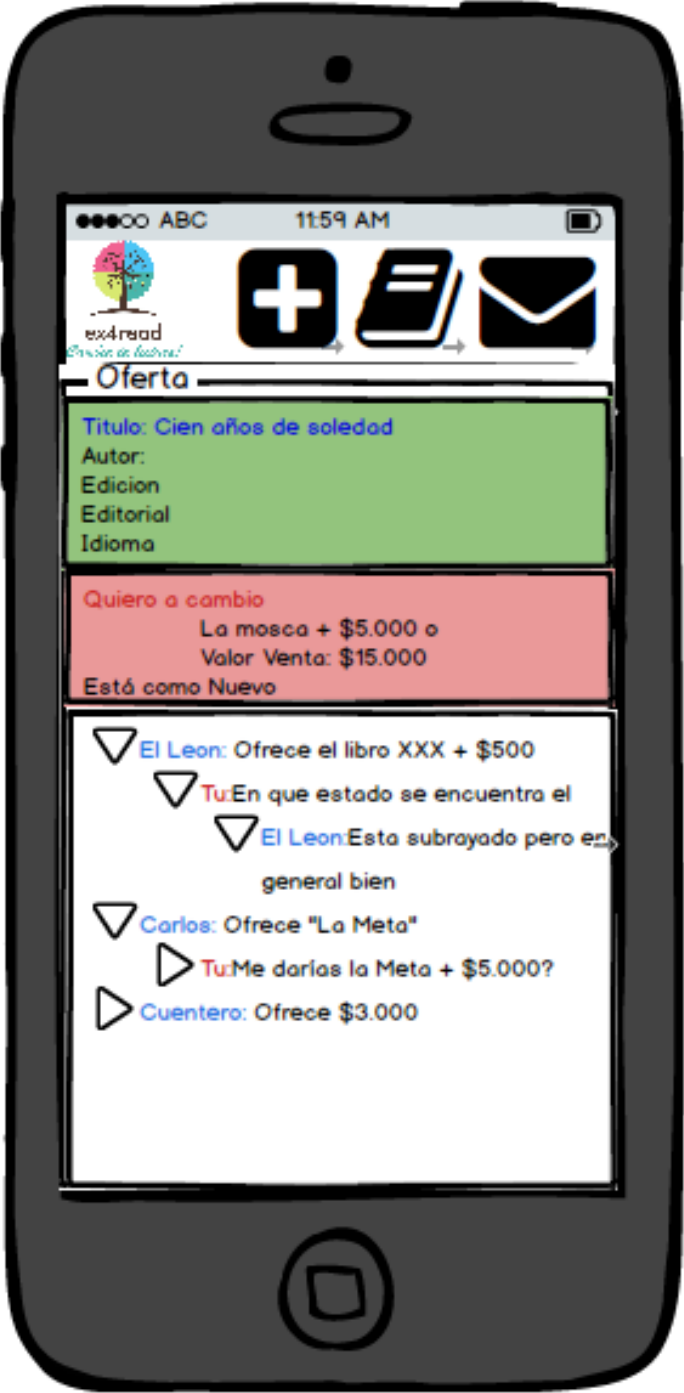 ABC 11:59 AM
ex4read
Oferta
Titulo: Cien años de soledad
Autor:
Edicion
Editorial
Idioma
Quiero a cambio
La mosca + $5.000 o
Valor Venta: $15.000
Está como Nuevo
El Leon: Ofrece el libro XXX + $500
Tu:En que estado se encuentra el
El Leon:Esta subrayado pero en
general bien
Carlos: Ofrece "La Meta"
Tu:Me darías la Meta + $5.000?
Cuentero: Ofrece $3.000